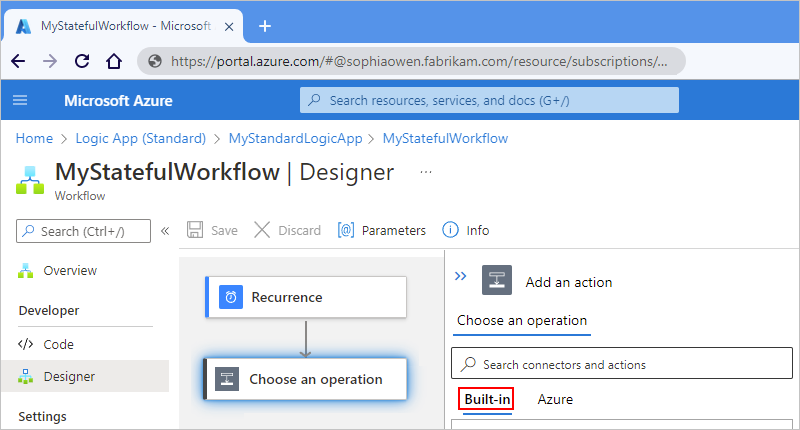 MyStatefulWorkflow - Microsoft
https://portal.azure.com/#@sophiaowen.fabrikam.com/resource/subscriptions/...
Microsoft Azure
Search resources, services, and docs (G+/)
Home > Logic App (Standard) > MyStandardLogicApp > MyStatefulWorkflow
MyStatefulWorkflow | Designer ...
Workflow
Search (Ctrl+/) « Save Discard [@] Parameters Info
Overview
Developer
</> Code
Designer
Settings
Recurrence
Choose an operation
» Add an action
Choose an operation
Search connectors and actions
Built-in Azure